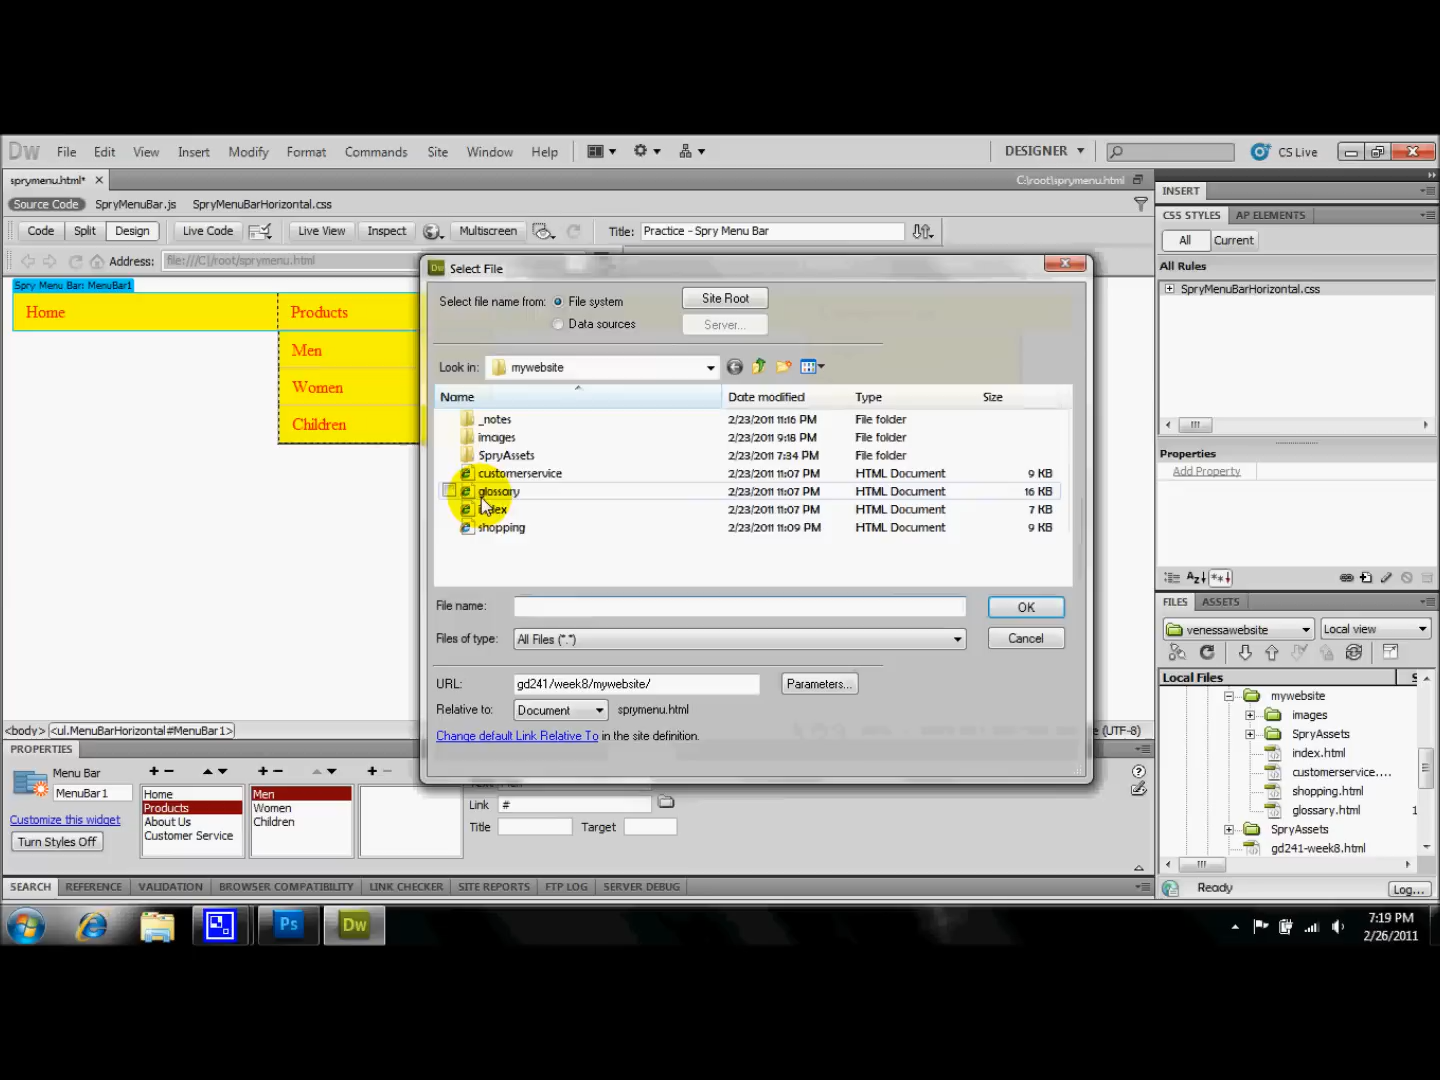 Dw File Edit View Insert Modify Format Commands Site Window Help DESIGNER CS Live
sprymenu.html* C:\root\sprymenu.html
Source Code SpryMenuBar.js SpryMenuBarHorizontal.css
Code Split Design Live Code Live View Inspect Multiscreen Title: Practice - Spry Menu Bar
Address: file:///C|/root/sprymenu.html
Spry Menu Bar: MenuBar1
Home Products
Men
Women
Children
Dw Select File
Select file name from: File system Site Root
Data sources Server...
Look in: mywebsite
Name Date modified Type Size
_notes 2/23/2011 11:16 PM File folder
images 2/23/2011 9:18 PM File folder
SpryAssets 2/23/2011 7:34 PM File folder
customerservice 2/23/2011 11:07 PM HTML Document 9 KB
glossary 2/23/2011 11:07 PM HTML Document 16 KB
index 2/23/2011 11:07 PM HTML Document 7 KB
shopping 2/23/2011 11:09 PM HTML Document 9 KB
File name: OK
Files of type: All Files (*.*) Cancel
URL: gd241/week8/mywebsite/ Parameters...
Relative to: Document sprymenu.html
Change default Link Relative To in the site definition.
INSERT
CSS STYLES AP ELEMENTS
All Current
All Rules
SpryMenuBarHorizontal.css
Properties
Add Property
FILES ASSETS
venessawebsite Local view
Local Files
mywebsite
images
SpryAssets
index.html
customerservice....
shopping.html
glossary.html 1
SpryAssets
gd241-week8.html
Ready Log...
<body> <ul.MenuBarHorizontal#MenuBar1> (UTF-8)
PROPERTIES
Menu Bar
MenuBar1
Customize this widget
Turn Styles Off
Home
Products
About Us
Customer Service
Men
Women
Children
Link #
Title Target
SEARCH REFERENCE VALIDATION BROWSER COMPATIBILITY LINK CHECKER SITE REPORTS FTP LOG SERVER DEBUG
Ps Dw
7:19 PM
2/26/2011